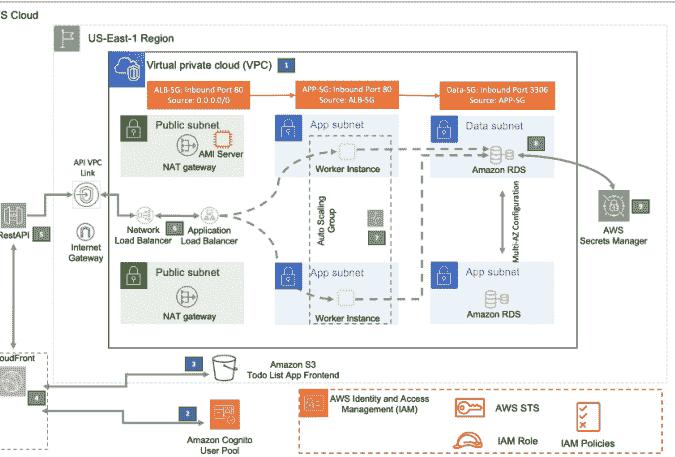 S Cloud
US-East-1 Region
Virtual private cloud (VPC)
1
ALB-SG: Inbound Port 80
Source: 0.0.0.0/0
APP-SG: Inbound Port 80
Source: ALB-SG
Data-SG: Inbound Port 3306
Source: APP-SG
Public subnet
AMI Server
NAT gateway
App subnet
Worker Instance
Data subnet
Amazon RDS
API VPC
Link
RestAPI
5
Internet
Gateway
Network
Load Balancer
6
Application
Load Balancer
Auto Scaling
Group
7
Multi-AZ Configuration
AWS
Secrets Manager
Public subnet
NAT gateway
App subnet
Worker Instance
App subnet
Amazon RDS
oudFront
3
Amazon S3
Todo List App Frontend
2
Amazon Cognito
User Pool
AWS Identity and Access
Management (IAM)
AWS STS
IAM Role
IAM Policies